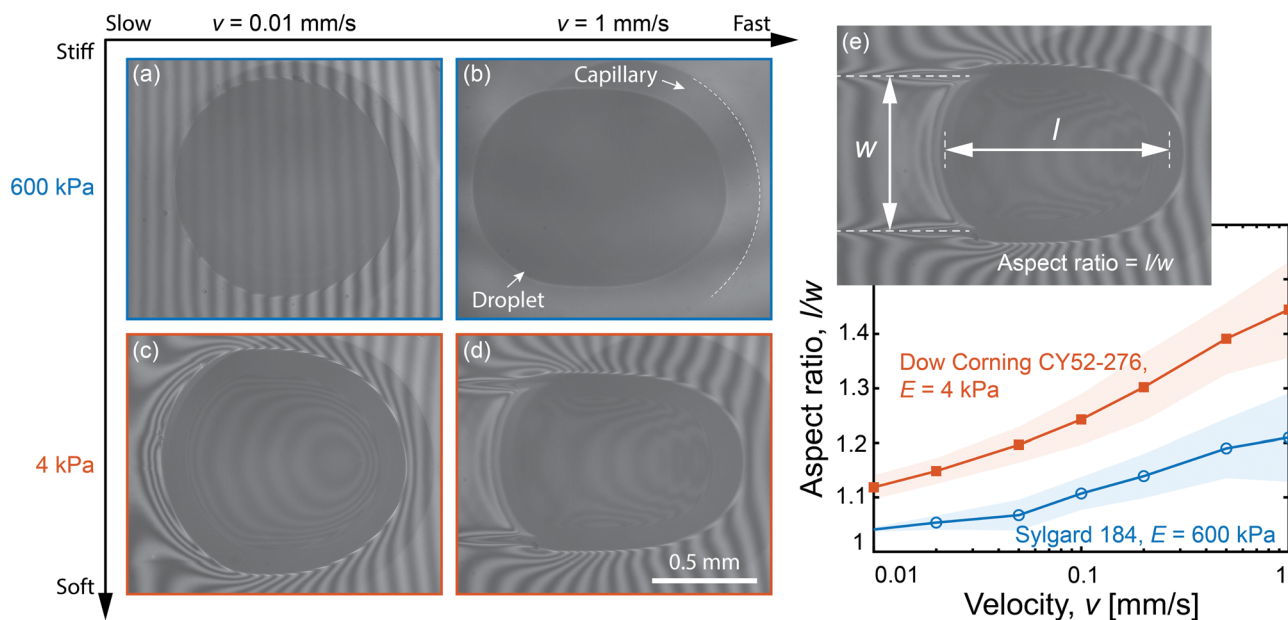 Slow
v = 0.01 mm/s
v = 1 mm/s
Fast
Stiff
600 kPa
4 kPa
Soft
(a)
(b)
Capillary
Droplet
(c)
(d)
0.5 mm
(e)
w
l
Aspect ratio = l/w
Aspect ratio, l/w
1.4
1.3
1.2
1.1
1
Dow Corning CY52-276,
E = 4 kPa
Sylgard 184, E = 600 kPa
0.01
0.1
1
Velocity, v [mm/s]